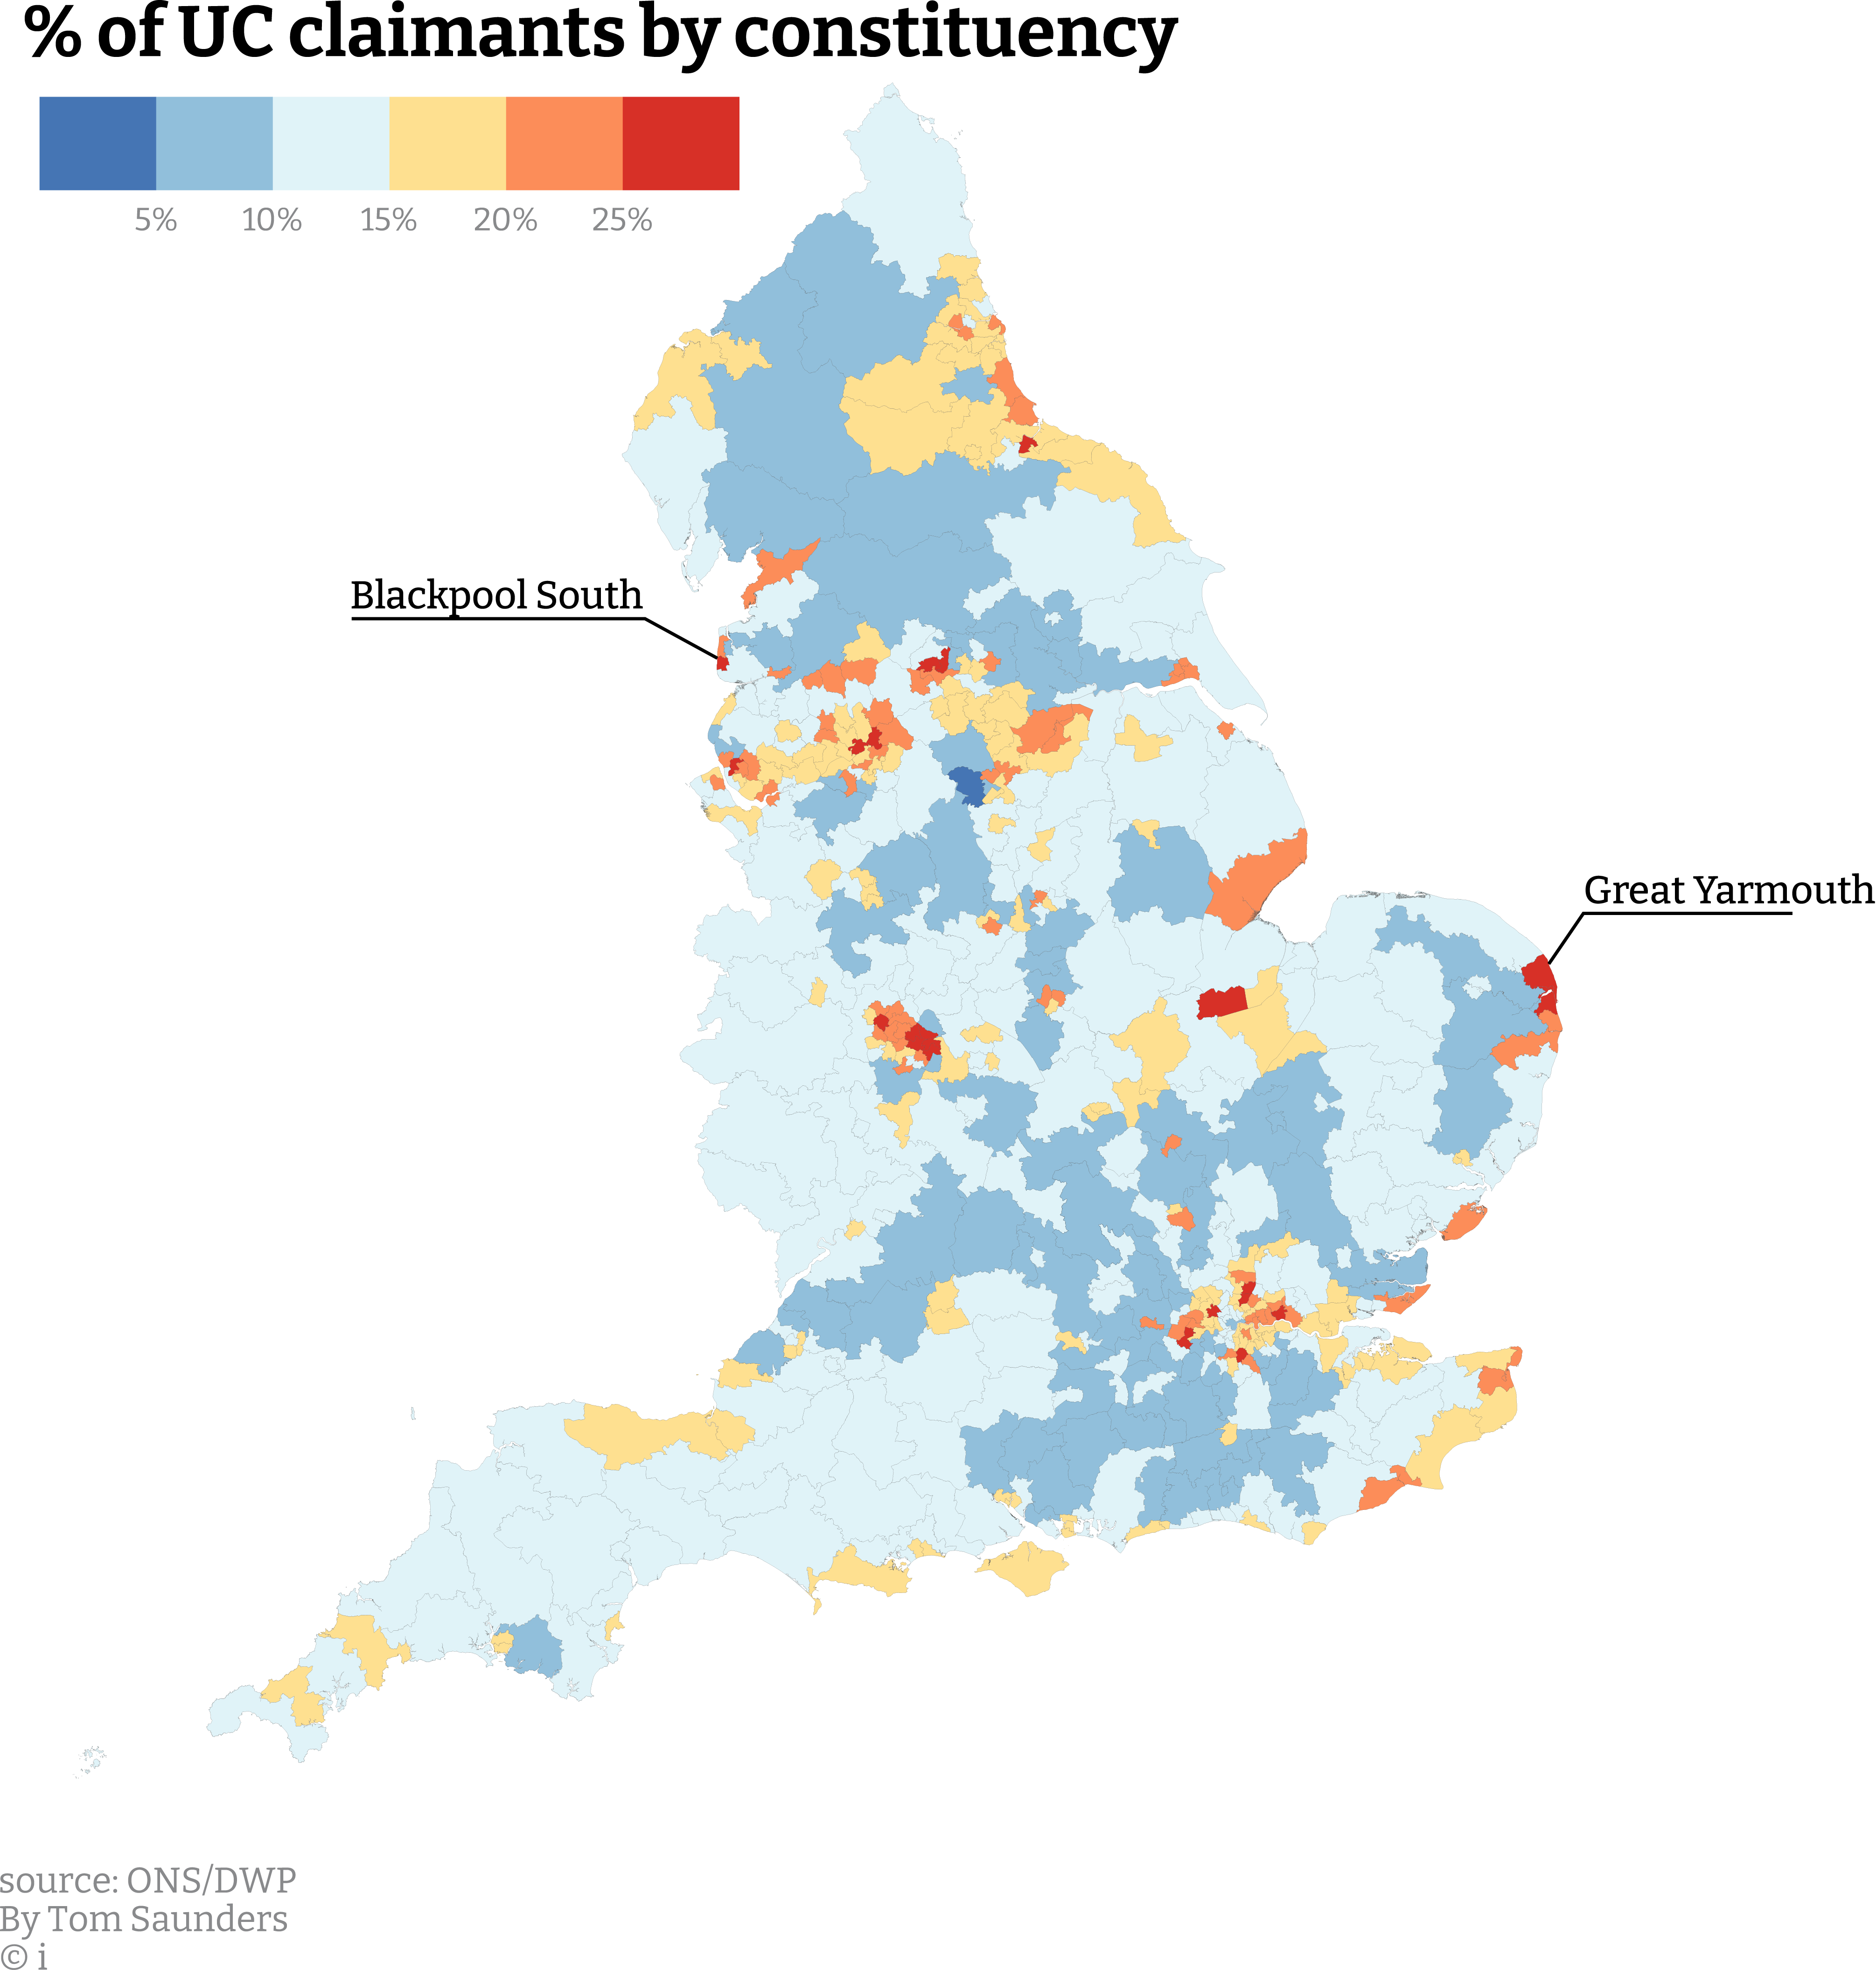 % of UC claimants by constituency
5% 10% 15% 20% 25%
Blackpool South
Great Yarmouth
source: ONS/DWP
By Tom Saunders
© i